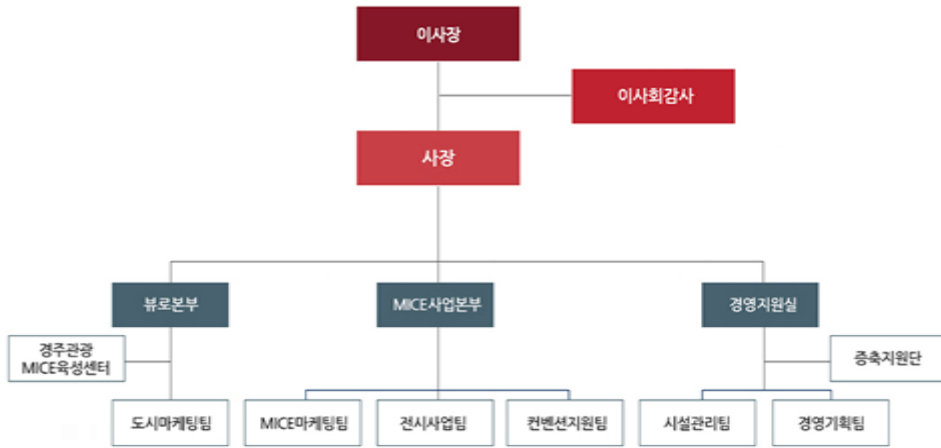 이사장
이사회감사
사장
뷰로본부
MICE사업본부
경영지원실
경주관광
MICE육성센터
증축지원단
도시마케팅팀
MICE마케팅팀
전시사업팀
컨벤션지원팀
시설관리팀
경영기획팀